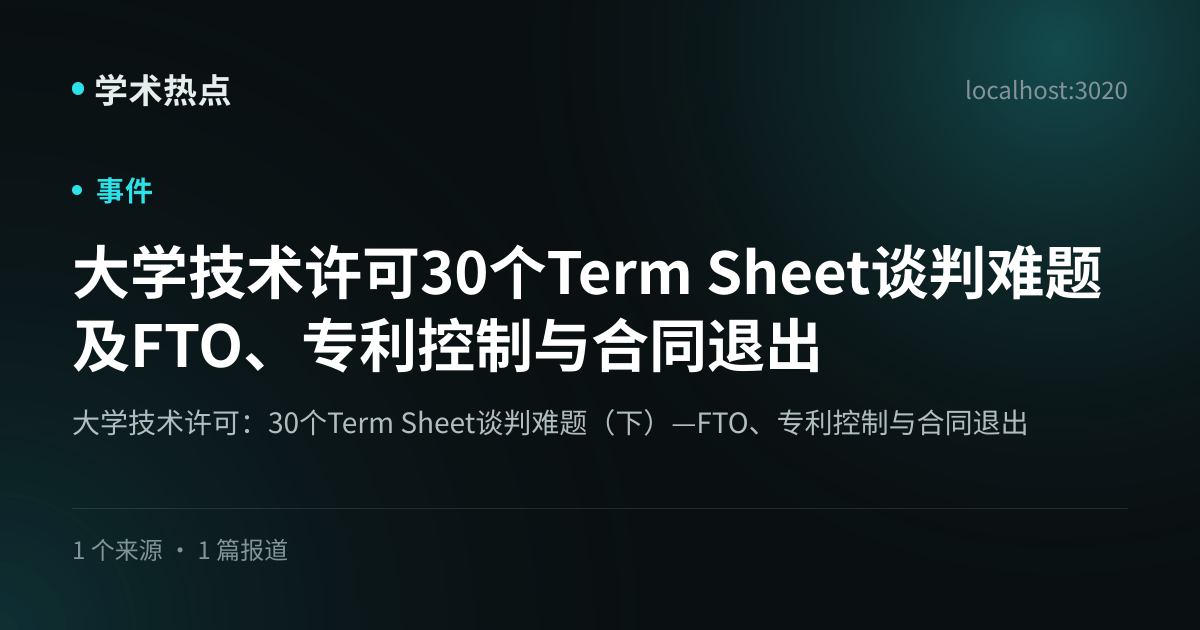 学术热点
localhost:3020
事件
大学技术许可30个Term Sheet谈判难题
及FTO、专利控制与合同退出
大学技术许可：30个Term Sheet谈判难题（下）—FTO、专利控制与合同退出
1 个来源 · 1 篇报道